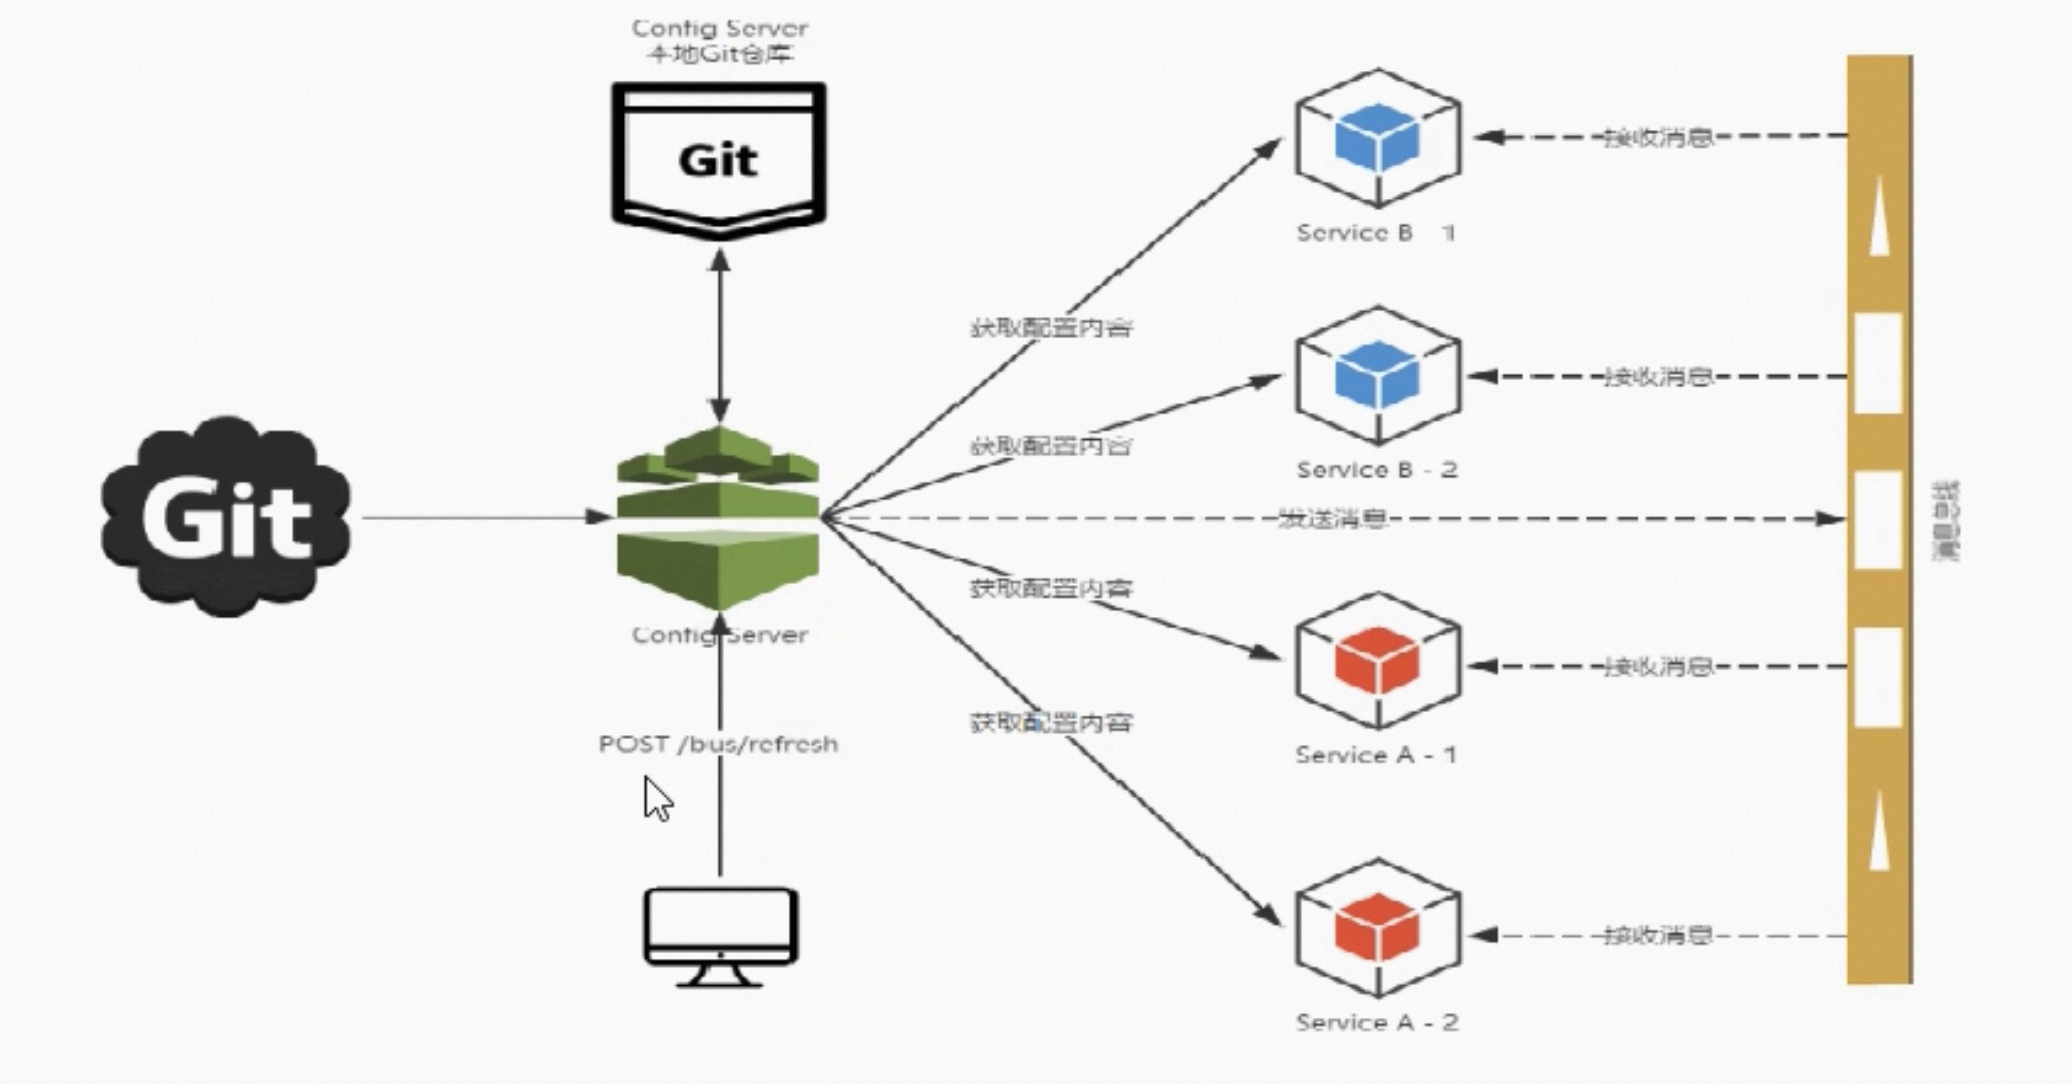 Config Server
本地Git仓库
Git
Service B - 1
接收消息
获取配置内容
Service B - 2
接收消息
获取配置内容
Git
发送消息
消息总线
Config Server
获取配置内容
Service A - 1
接收消息
POST /bus/refresh
获取配置内容
Service A - 2
接收消息